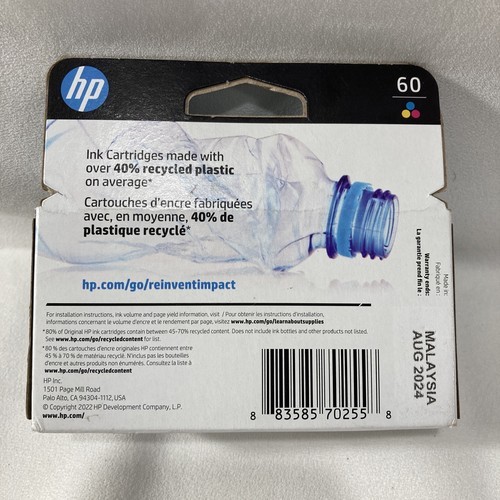 hp
60
Ink Cartridges made with
over 40% recycled plastic
on average*
Cartouches d'encre fabriquées
avec, en moyenne, 40% de
plastique recyclé*
hp.com/go/reinventimpact
Made in:
Fabriqué en :
Warranty ends:
La garantie prend fin le :
MALAYSIA
AUG 2024
For installation instructions, ink volume and page yield information, visit / Pour obtenir les instructions d'installation,
informations concernant le volume d'encre et le rendement par page, visitez www.hp.com/go/learnaboutsupplies
*80% of Original HP ink cartridges contain between 45-70% recycled content. Does not include ink bottles and other products not listed.
See www.hp.com/go/recycledcontent for list.
*80 % des cartouches d'encre originales HP contiennent entre
45 % à 70 % de matériau recyclé. N'inclus pas les bouteilles
d'encre et autres produits non énumérés. Consultez la liste à
www.hp.com/go/recycledcontent
HP Inc.
1501 Page Mill Road
Palo Alto, CA 94304-1112, USA
© Copyright 2022 HP Development Company, L.P.
www.hp.com/
8 83585 70255 8